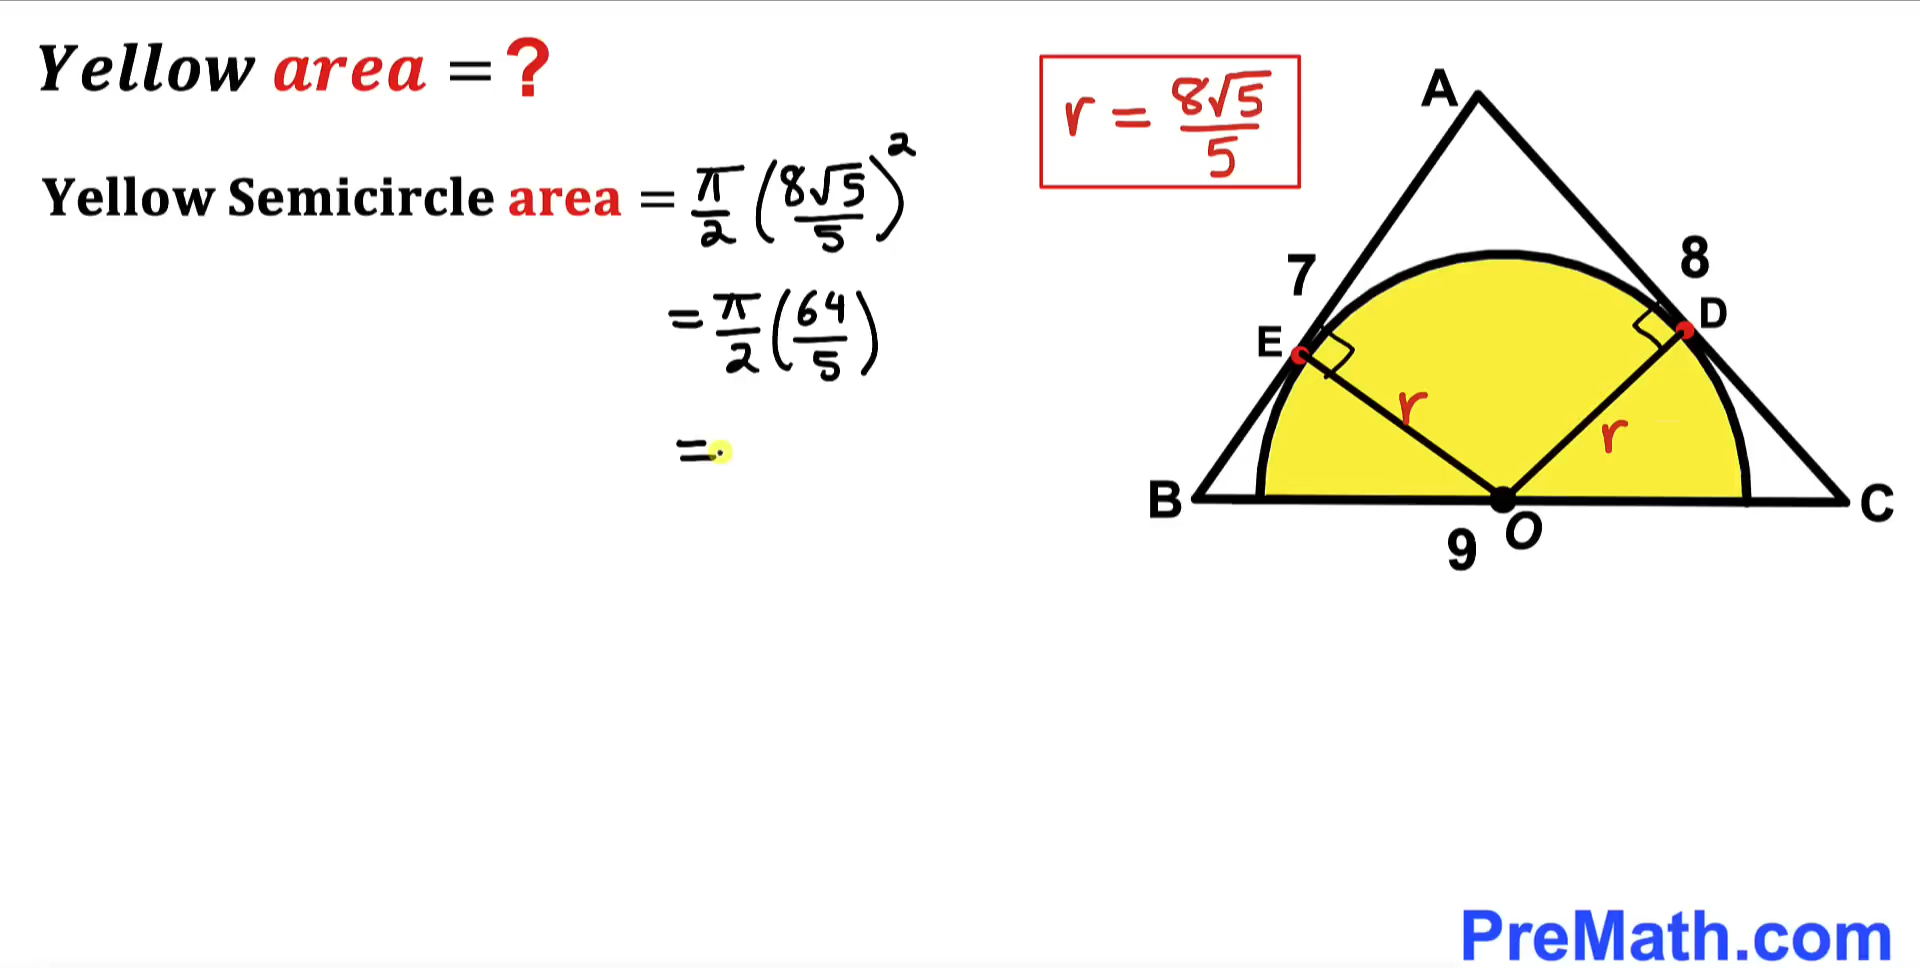 Yellow area = ?
r = 8√5/5
Yellow Semicircle area = π/2 (8√5/5)²
= π/2 (64/5)
=
A
7
8
E
D
r
r
B
C
9
O
PreMath.com